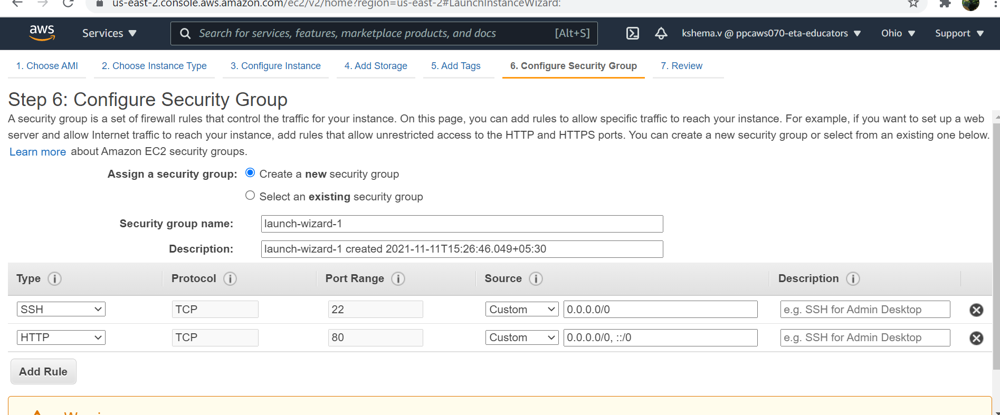 us-east-2.console.aws.amazon.com/ec2/v2/home?region=us-east-2#LaunchInstanceWizard:
aws Services Search for services, features, marketplace products, and docs [Alt+S] kshema.v @ ppcaws070-eta-educators Ohio Support
1. Choose AMI 2. Choose Instance Type 3. Configure Instance 4. Add Storage 5. Add Tags 6. Configure Security Group 7. Review
Step 6: Configure Security Group
A security group is a set of firewall rules that control the traffic for your instance. On this page, you can add rules to allow specific traffic to reach your instance. For example, if you want to set up a web
server and allow Internet traffic to reach your instance, add rules that allow unrestricted access to the HTTP and HTTPS ports. You can create a new security group or select from an existing one below.
Learn more about Amazon EC2 security groups.
Assign a security group: Create a new security group
Select an existing security group
Security group name: launch-wizard-1
Description: launch-wizard-1 created 2021-11-11T15:26:46.049+05:30
Type Protocol Port Range Source Description
SSH TCP 22 Custom 0.0.0.0/0 e.g. SSH for Admin Desktop
HTTP TCP 80 Custom 0.0.0.0/0, ::/0 e.g. SSH for Admin Desktop
Add Rule